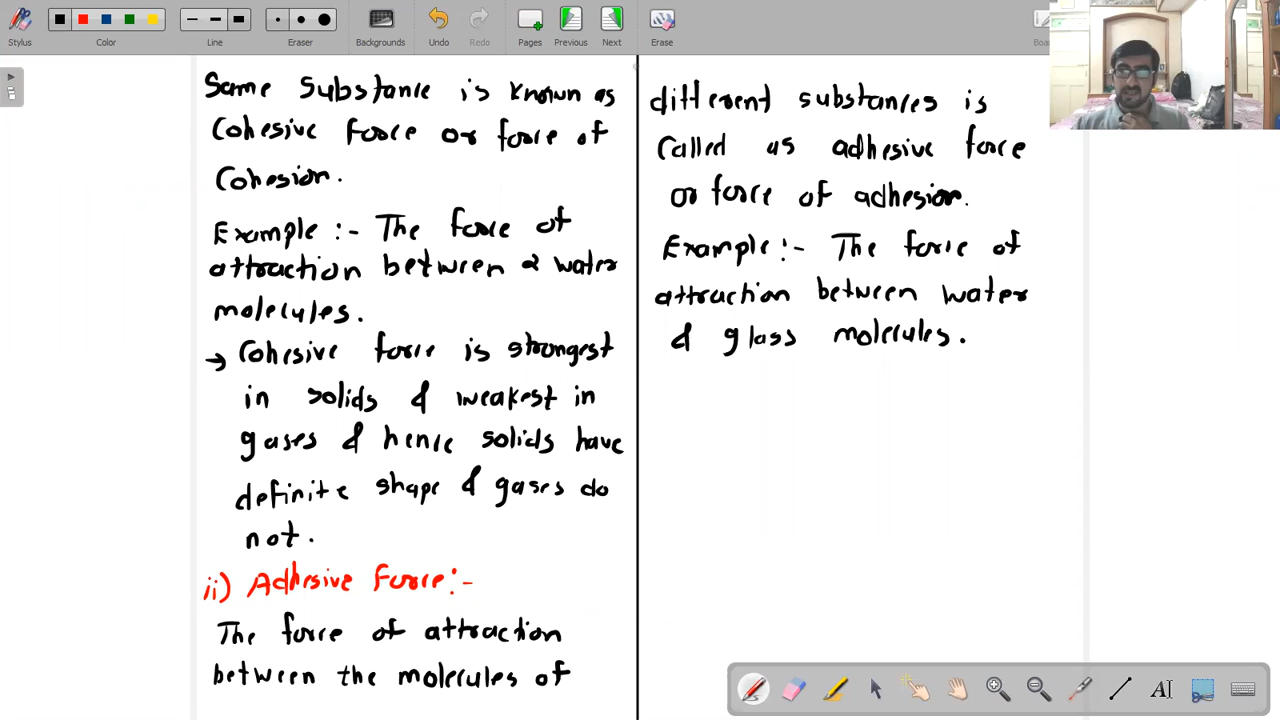 Stylus
Color
Line
Eraser
Backgrounds
Undo
Redo
Pages
Previous
Next
Erase
Same Substance is known as
Cohesive Force or force of
Cohesion.
Example :- The force of
attraction between 2 water
molecules.
→ Cohesive force is strongest
in solids & weakest in
gases & hence solids have
definite shape & gases do
not.
ii) Adhesive Force:-
The force of attraction
between the molecules of
different substances is
Called as adhesive force
or force of adhesion.
Example:- The force of
attraction between water
& glass molecules.